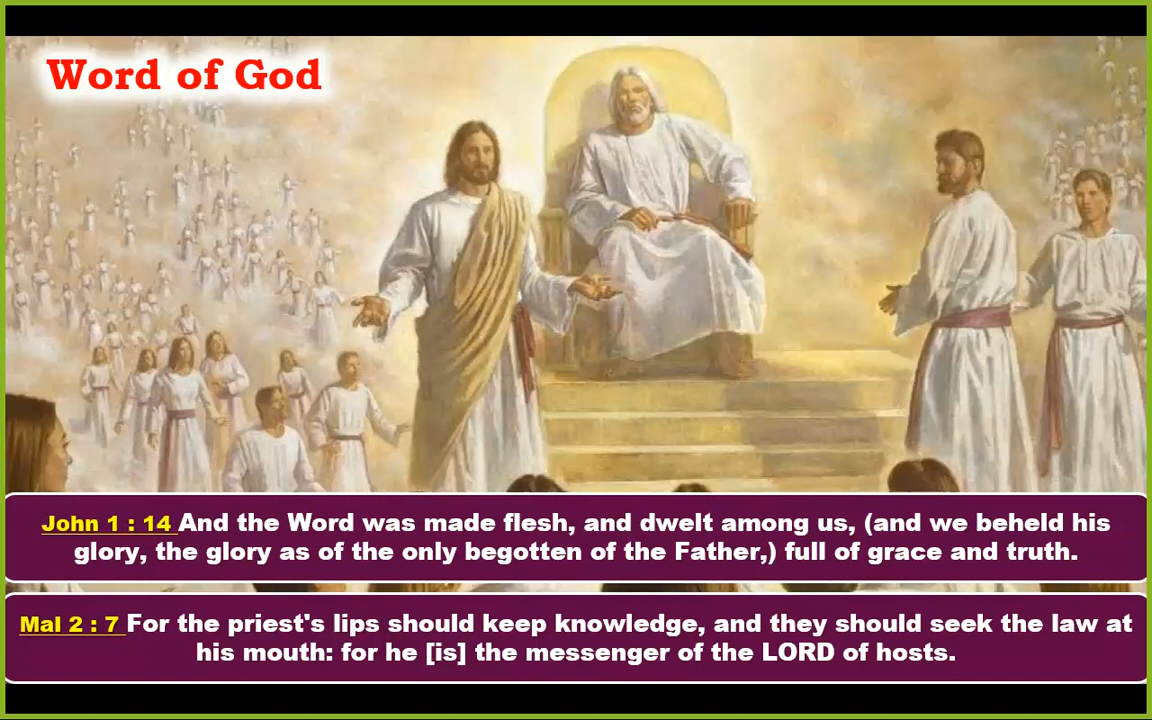 Word of God
John 1 : 14 And the Word was made flesh, and dwelt among us, (and we beheld his
glory, the glory as of the only begotten of the Father,) full of grace and truth.
Mal 2 : 7 For the priest's lips should keep knowledge, and they should seek the law at
his mouth: for he [is] the messenger of the LORD of hosts.